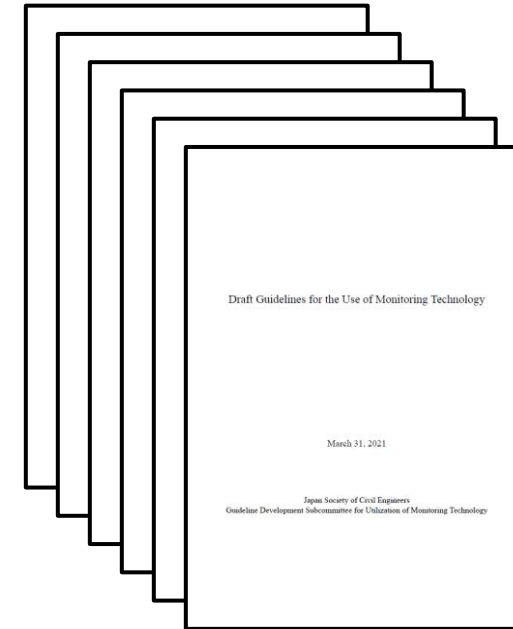 Draft Guidelines for the Use of Monitoring Technology
March 31, 2021
Japan Society of Civil Engineers
Guideline Development Subcommittee for Utilization of Monitoring Technology